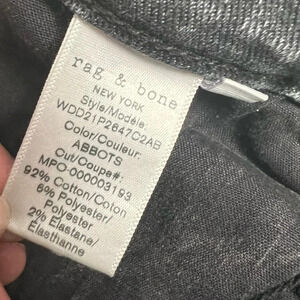 rag & bone
NEW YORK
Style/Modèle:
WDD21P2647C2AB
Color/Couleur:
ABBOTS
Cut/Coupe#:
MPO-000003193
92% Cotton/Coton
6% Polyester/
Polyester
2% Elastane/
Élasthanne